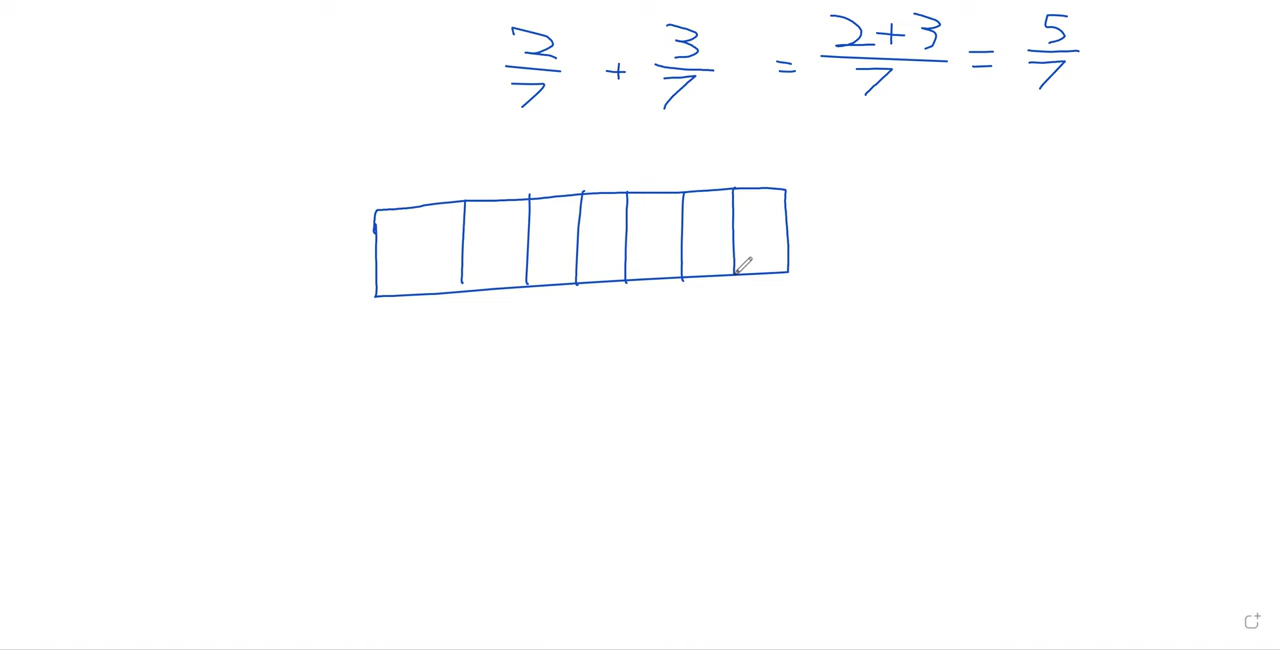 2/7 + 3/7 = 2+3/7 = 5/7